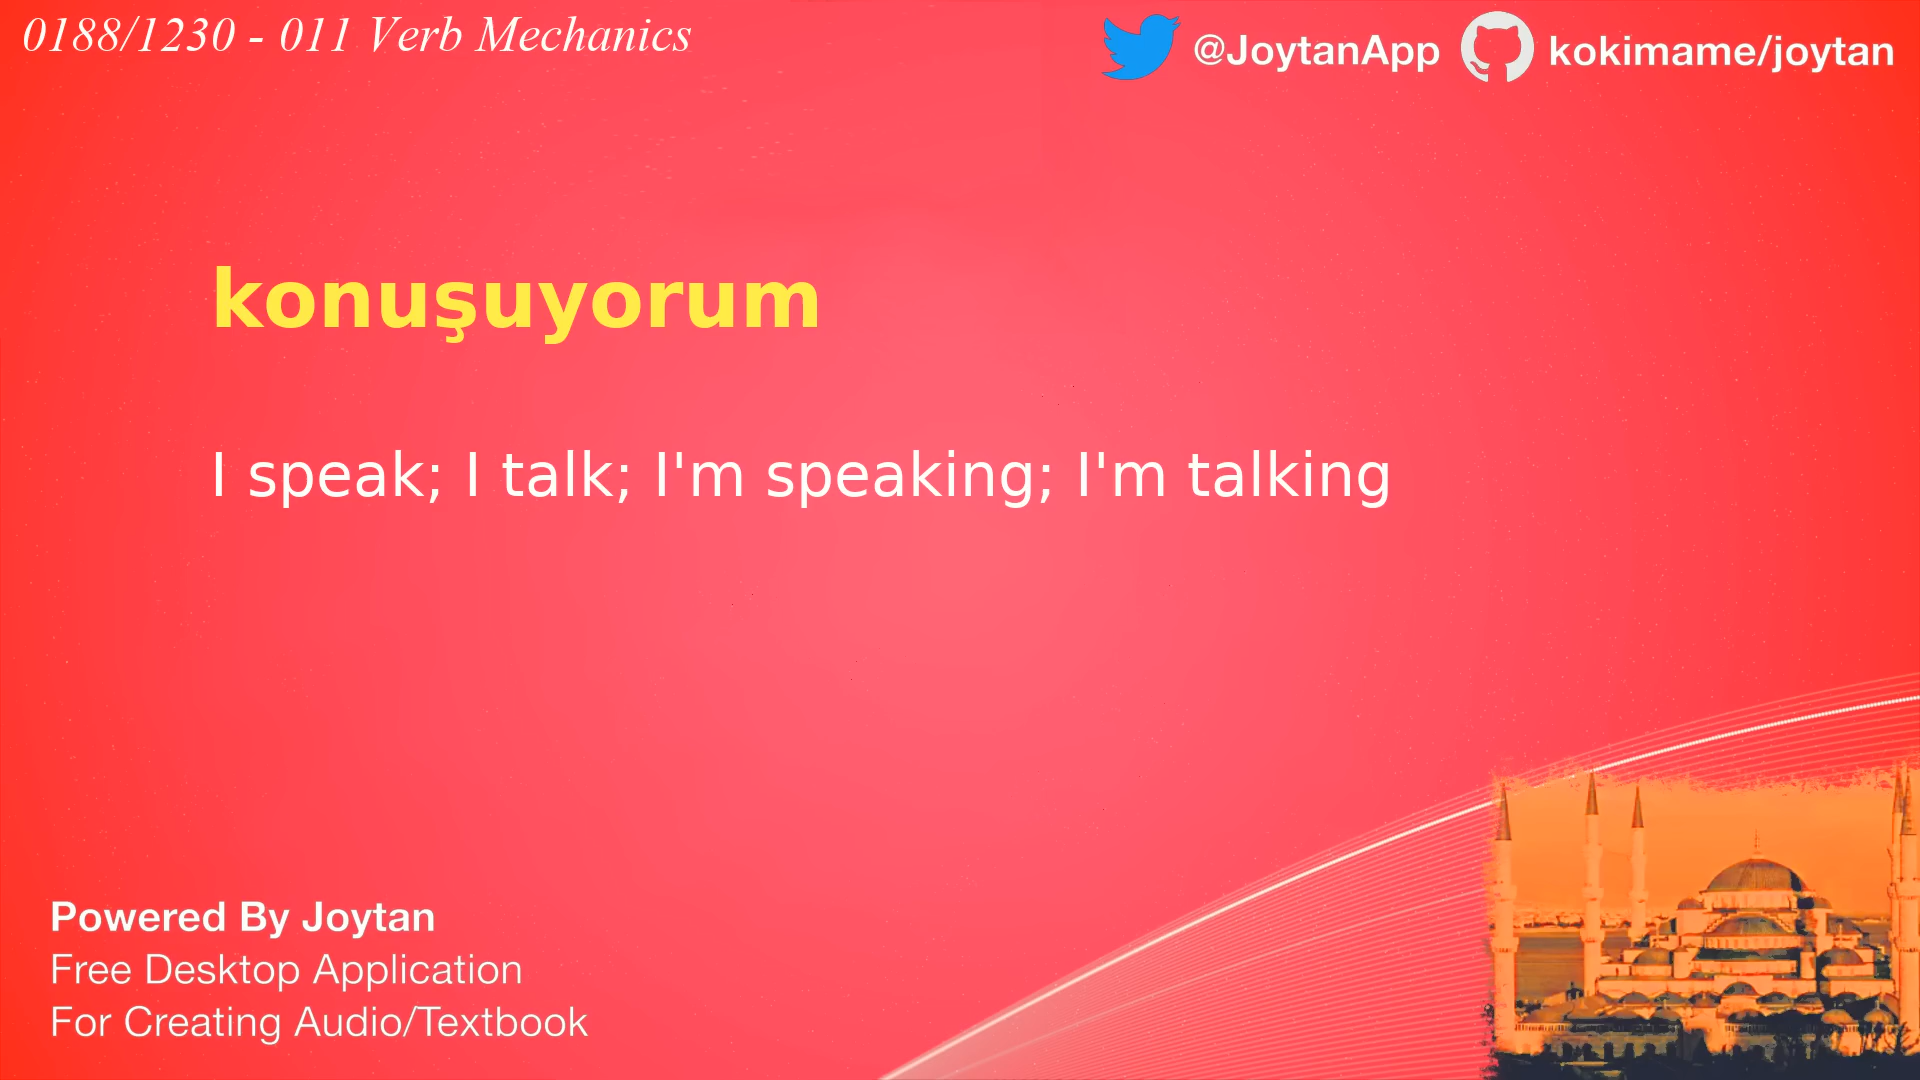 0188/1230 - 011 Verb Mechanics
@JoytanApp
kokimame/joytan
konuşuyorum
I speak; I talk; I'm speaking; I'm talking
Powered By Joytan
Free Desktop Application
For Creating Audio/Textbook